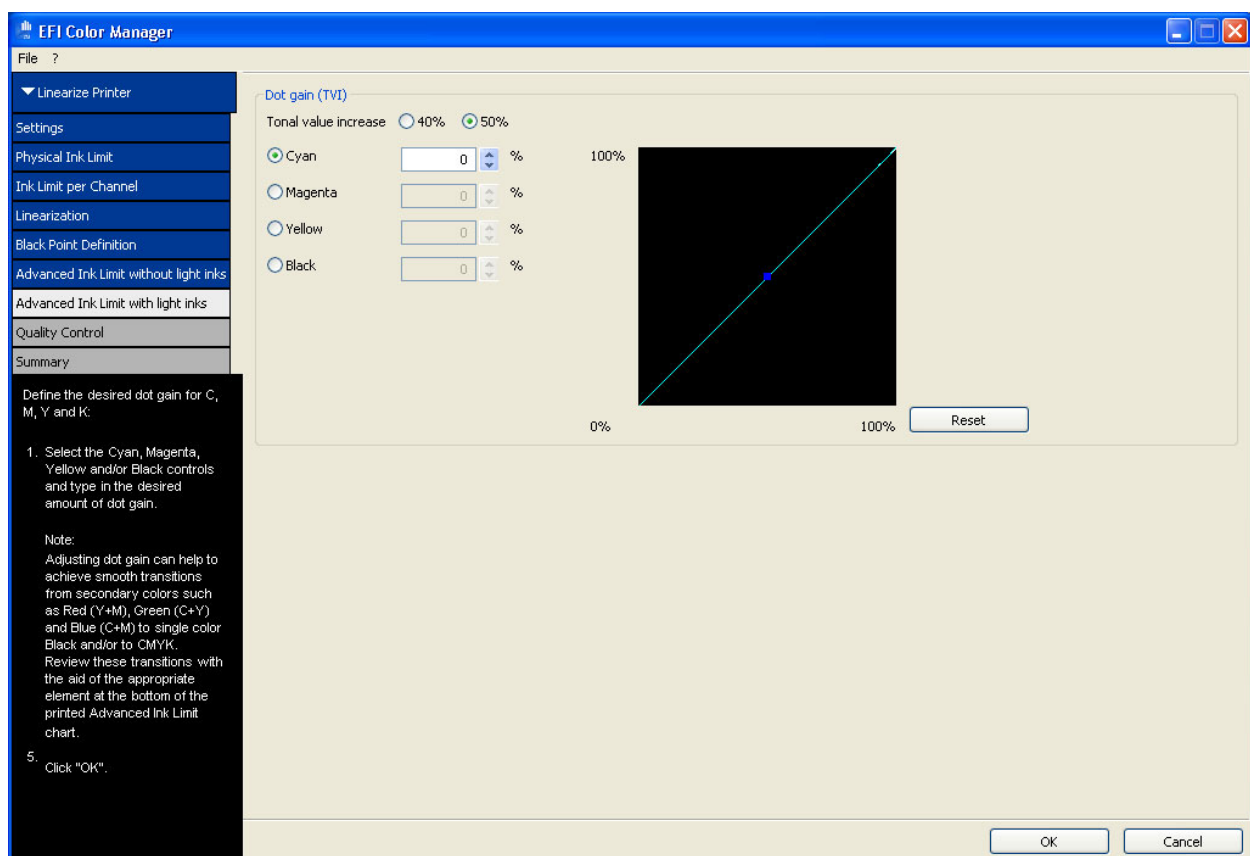 EFI Color Manager
File ?
Linearize Printer
Settings
Physical Ink Limit
Ink Limit per Channel
Linearization
Black Point Definition
Advanced Ink Limit without light inks
Advanced Ink Limit with light inks
Quality Control
Summary
Define the desired dot gain for C,
M, Y and K:
1. Select the Cyan, Magenta,
Yellow and/or Black controls
and type in the desired
amount of dot gain.
Note:
Adjusting dot gain can help to
achieve smooth transitions
from secondary colors such
as Red (Y+M), Green (C+Y)
and Blue (C+M) to single color
Black and/or to CMYK.
Review these transitions with
the aid of the appropriate
element at the bottom of the
printed Advanced Ink Limit
chart.
5.
Click "OK".
Dot gain (TVI)
Tonal value increase 40% 50%
Cyan 0 %
Magenta 0 %
Yellow 0 %
Black 0 %
100%
0% 100%
Reset
OK Cancel